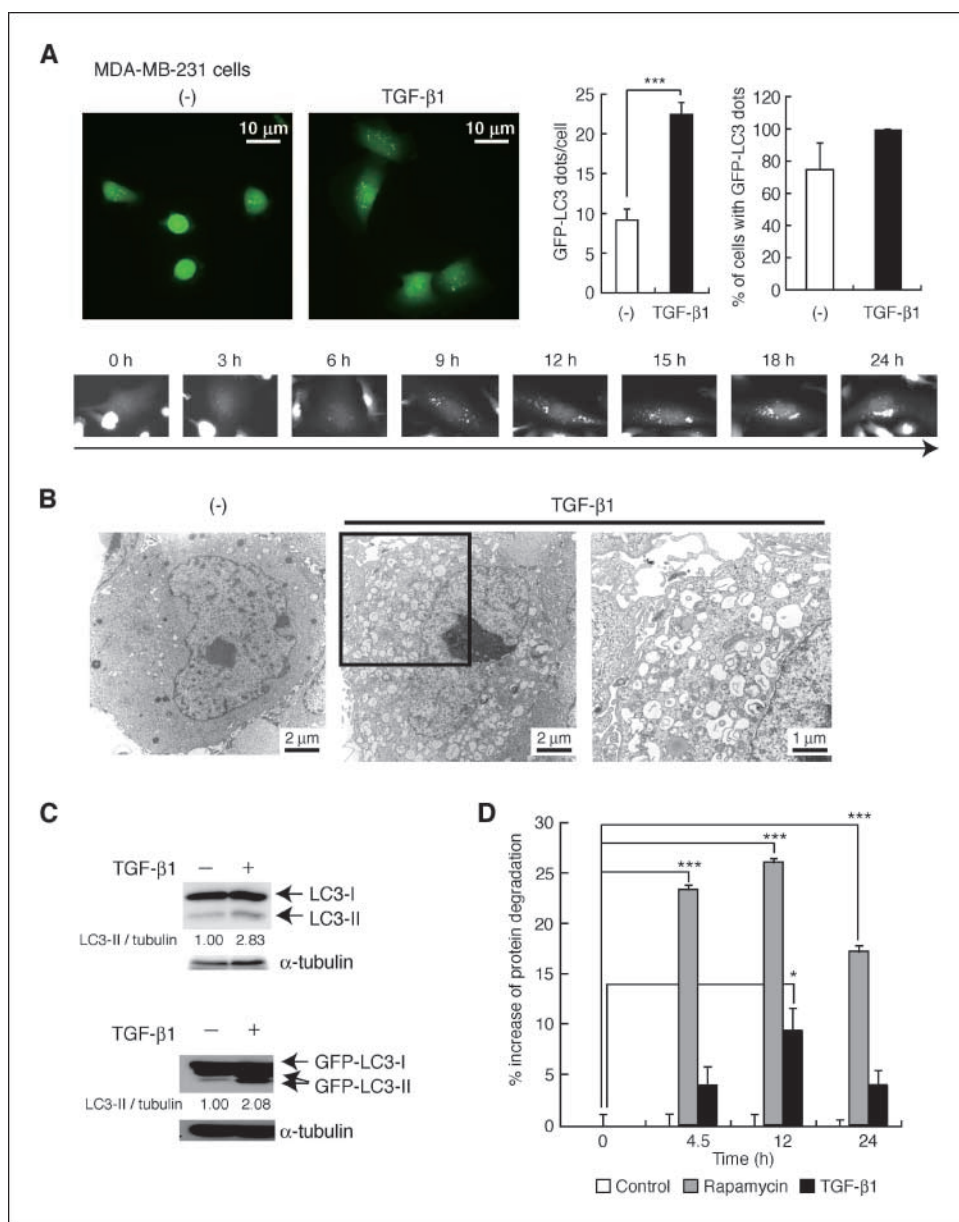 A
MDA-MB-231 cells
(-)
TGF-β1
10 μm
10 μm
GFP-LC3 dots/cell
25
20
15
10
5
0
***
(-) TGF-β1
% of cells with GFP-LC3 dots
120
100
80
60
40
20
0
(-) TGF-β1
0 h 3 h 6 h 9 h 12 h 15 h 18 h 24 h
B
(-)
TGF-β1
2 μm
2 μm
1 μm
C
TGF-β1 – +
LC3-I
LC3-II
LC3-II / tubulin 1.00 2.83
α-tubulin
TGF-β1 – +
GFP-LC3-I
GFP-LC3-II
LC3-II / tubulin 1.00 2.08
α-tubulin
D
% increase of protein degradation
30
25
20
15
10
5
0
***
***
***
*
0 4.5 12 24
Time (h)
Control Rapamycin TGF-β1